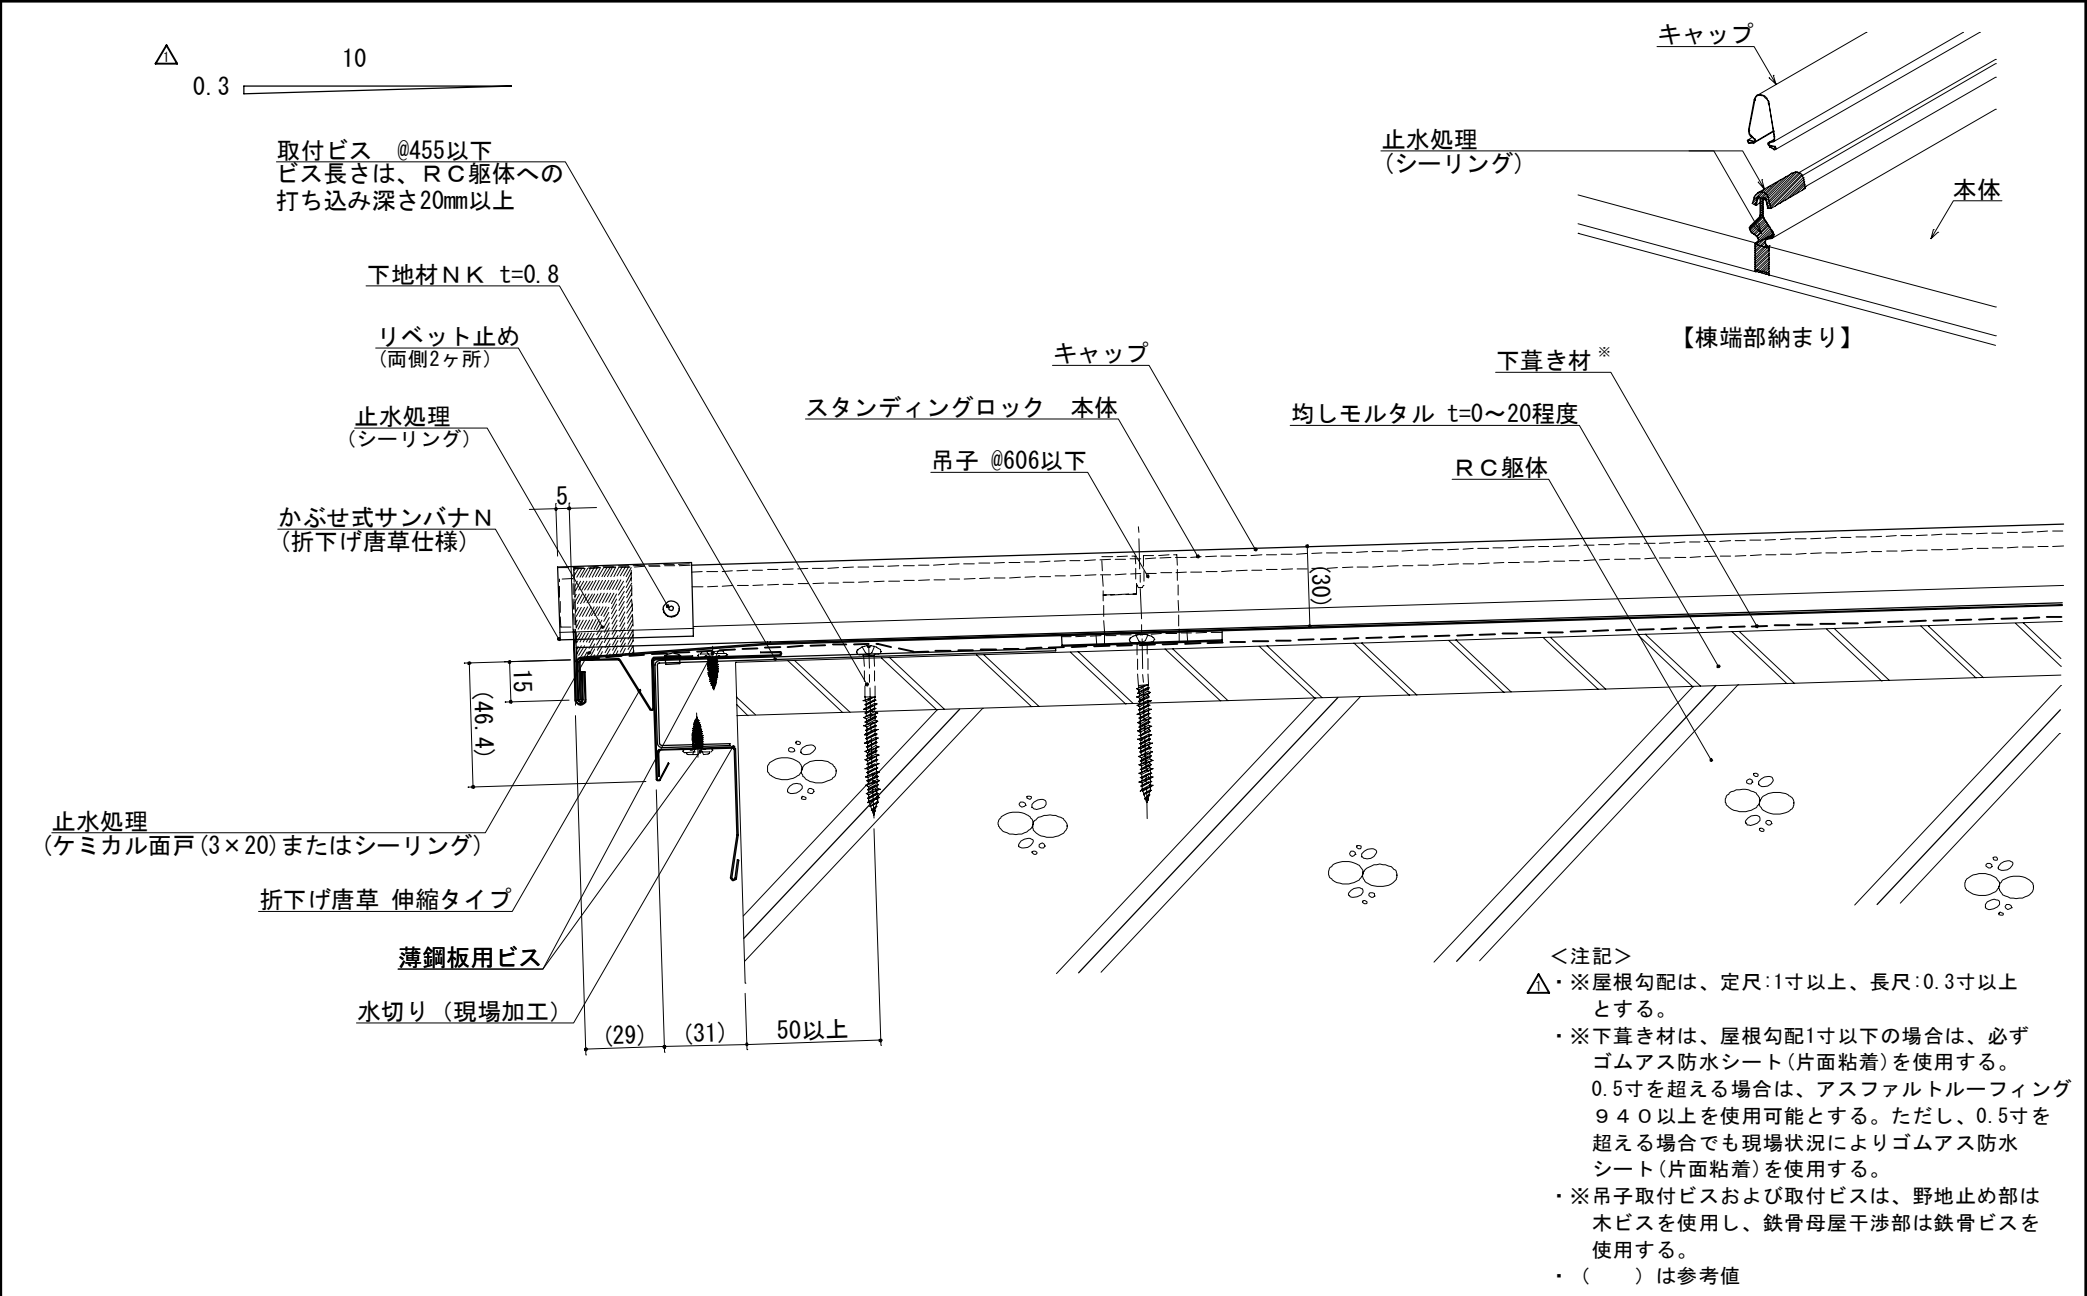 1
10
0.3
取付ビス　@455以下
ビス長さは、ＲＣ躯体への
打ち込み深さ20mm以上
下地材ＮＫ t=0.8
リベット止め
(両側2ヶ所)
止水処理
(シーリング)
かぶせ式サンバナＮ
(折下げ唐草仕様)
5
15
(46.4)
止水処理
(ケミカル面戸(3×20)またはシーリング)
折下げ唐草 伸縮タイプ
薄鋼板用ビス
水切り（現場加工）
(29)
(31)
50以上
キャップ
スタンディングロック　本体
吊子 @606以下
(30)
下葺き材※
均しモルタル t=0～20程度
ＲＣ躯体
キャップ
止水処理
(シーリング)
本体
【棟端部納まり】
＜注記＞
1・※屋根勾配は、定尺:1寸以上、長尺:0.3寸以上
とする。
・※下葺き材は、屋根勾配1寸以下の場合は、必ず
ゴムアス防水シート(片面粘着)を使用する。
0.5寸を超える場合は、アスファルトルーフィング
９４０以上を使用可能とする。ただし、0.5寸を
超える場合でも現場状況によりゴムアス防水
シート(片面粘着)を使用する。
・※吊子取付ビスおよび取付ビスは、野地止め部は
木ビスを使用し、鉄骨母屋干渉部は鉄骨ビスを
使用する。
・（　　）は参考値